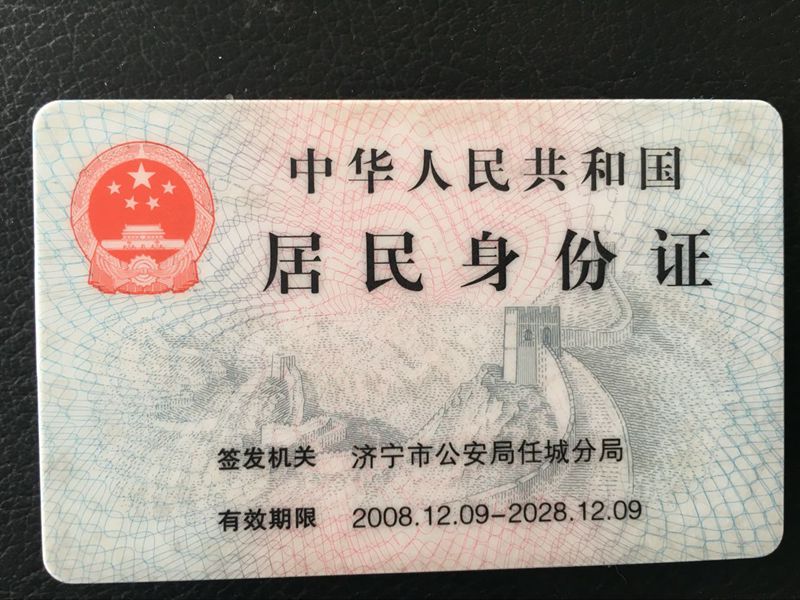 中华人民共和国
居民身份证
签发机关 济宁市公安局任城分局
有效期限 2008.12.09-2028.12.09